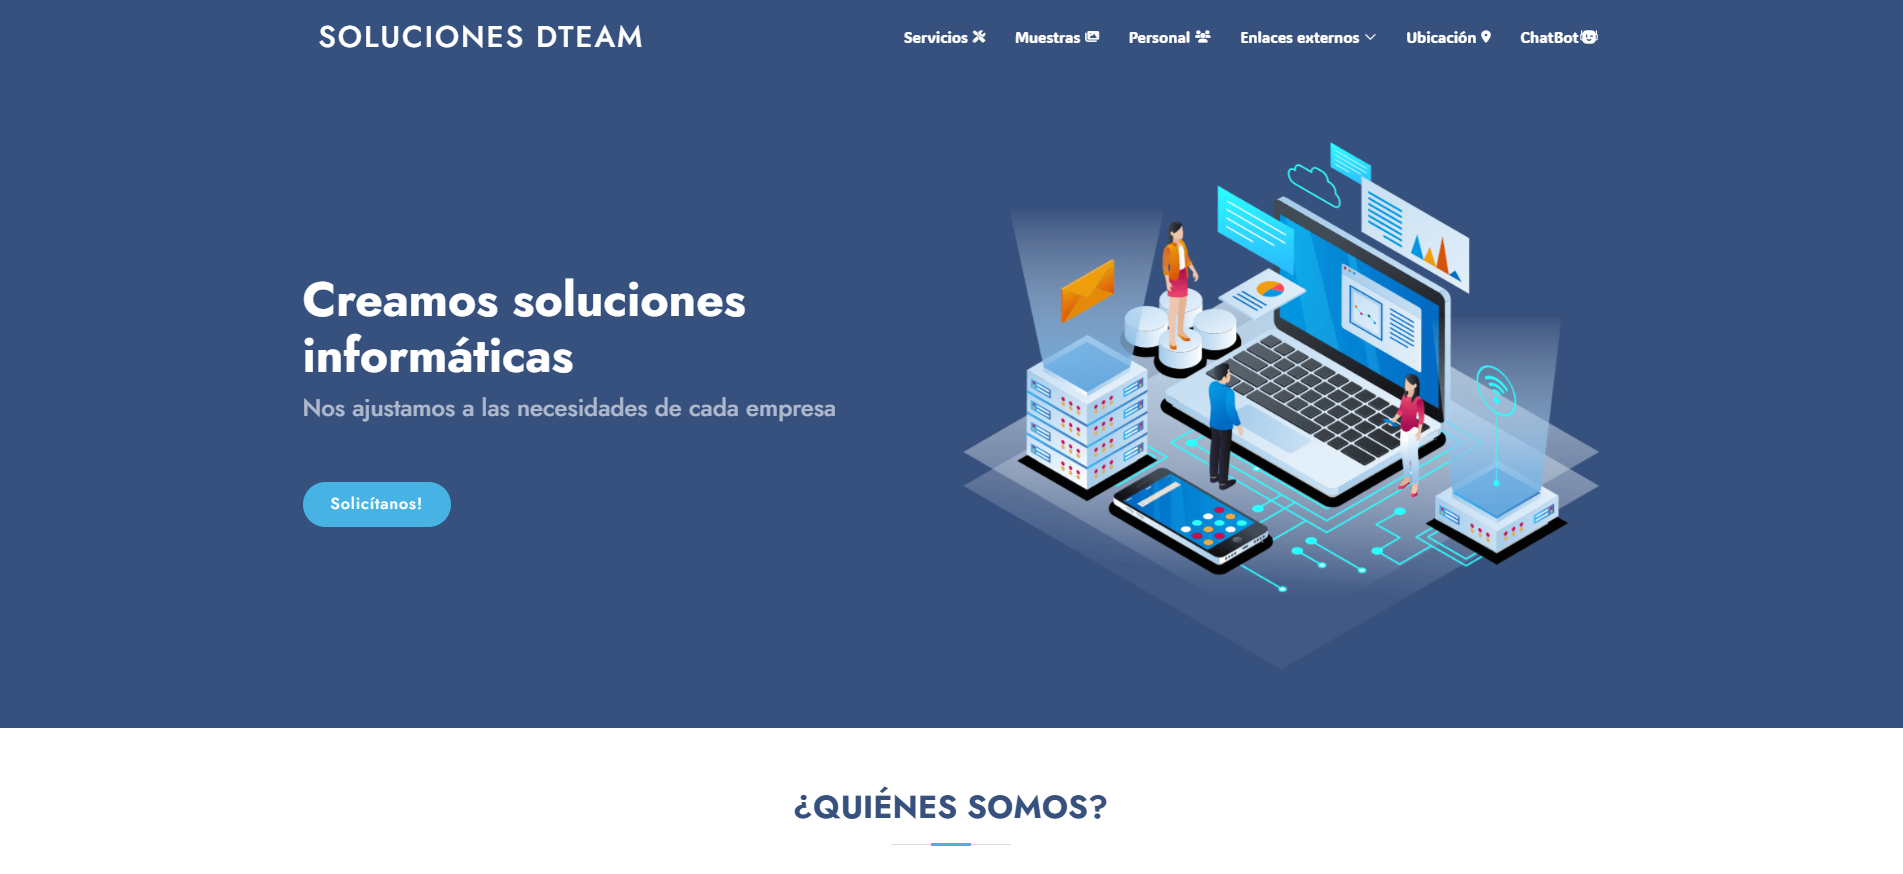 SOLUCIONES DTEAM
Servicios Muestras Personal Enlaces externos Ubicación ChatBot
Creamos soluciones
informáticas
Nos ajustamos a las necesidades de cada empresa
Solicítanos!
¿QUIÉNES SOMOS?